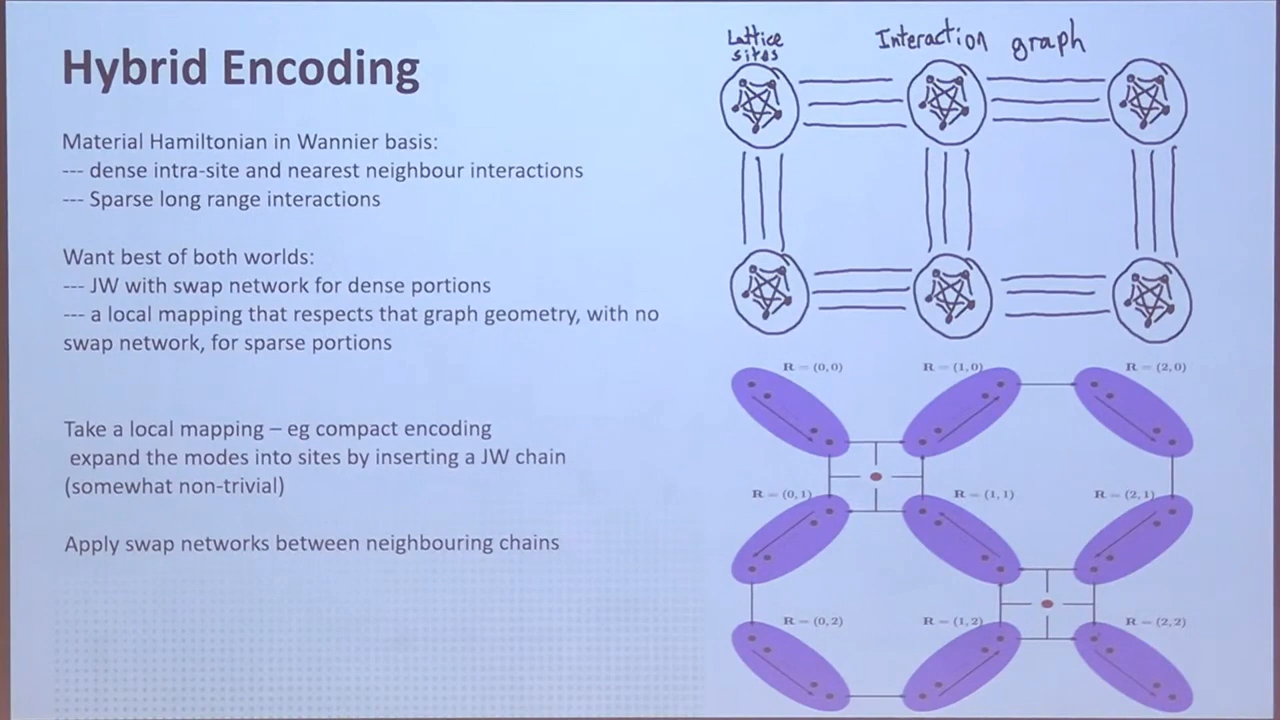 Hybrid Encoding
Material Hamiltonian in Wannier basis:
--- dense intra-site and nearest neighbour interactions
--- Sparse long range interactions
Want best of both worlds:
--- JW with swap network for dense portions
--- a local mapping that respects that graph geometry, with no
swap network, for sparse portions
Take a local mapping – eg compact encoding
expand the modes into sites by inserting a JW chain
(somewhat non-trivial)
Apply swap networks between neighbouring chains
Lattice
sites
Interaction graph
R = (0,0)
R = (1,0)
R = (2,0)
R = (0,1)
R = (1,1)
R = (2,1)
R = (0,2)
R = (1,2)
R = (2,2)